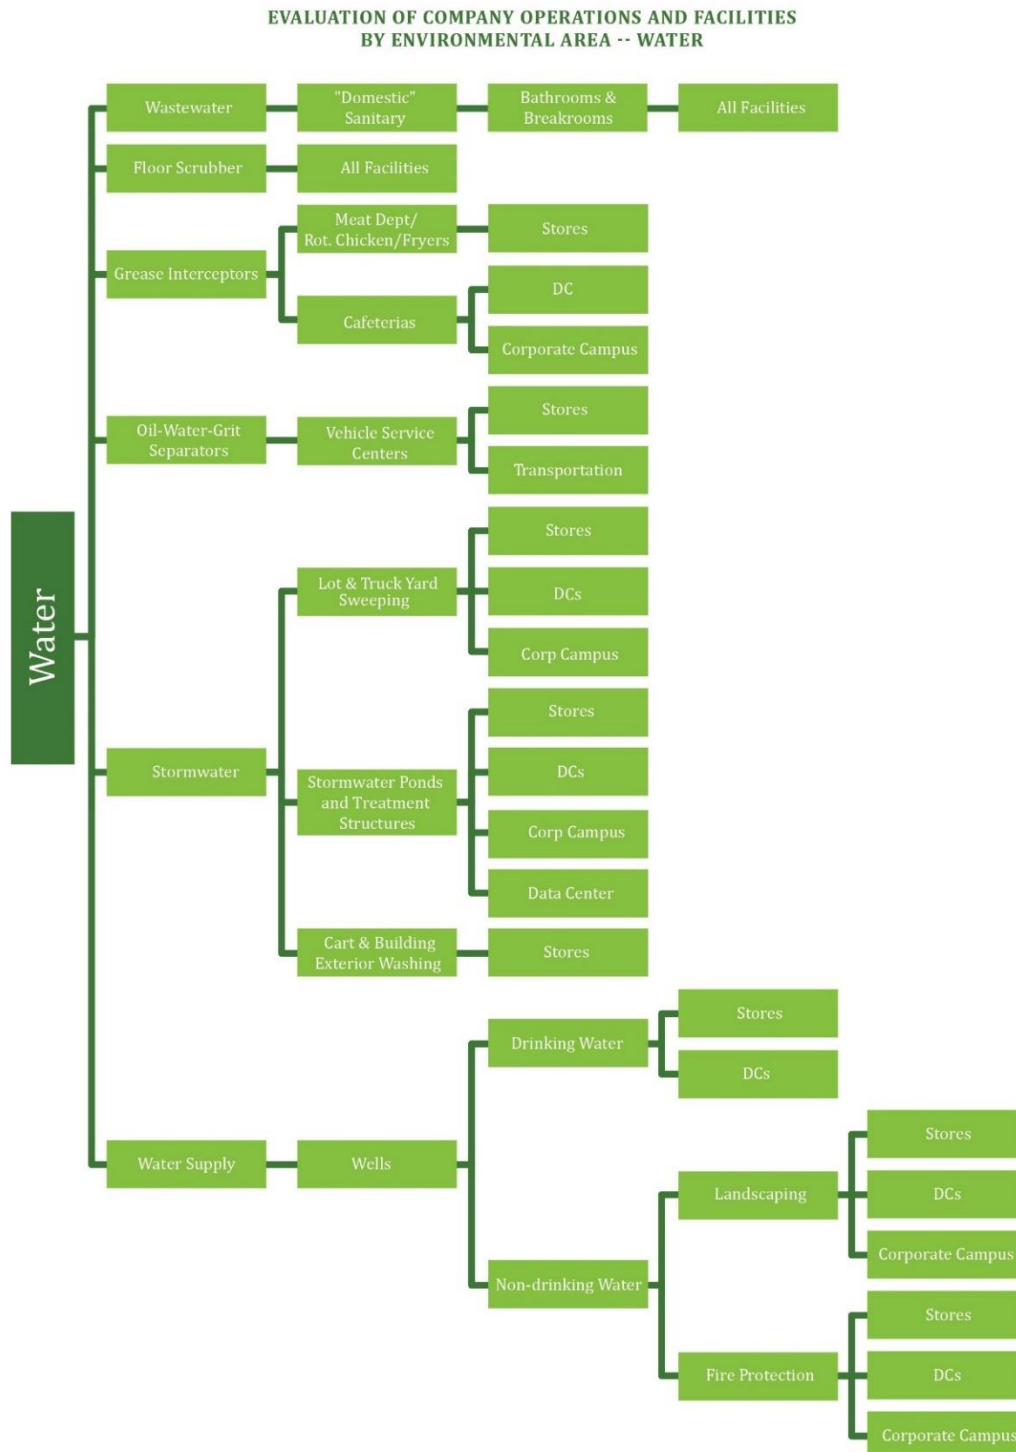 EVALUATION OF COMPANY OPERATIONS AND FACILITIES
BY ENVIRONMENTAL AREA -- WATER
Water
Wastewater
"Domestic"
Sanitary
Bathrooms &
Breakrooms
All Facilities
Floor Scrubber
All Facilities
Grease Interceptors
Meat Dept/
Rot. Chicken/Fryers
Stores
Cafeterias
DC
Corporate Campus
Oil-Water-Grit
Separators
Vehicle Service
Centers
Stores
Transportation
Stormwater
Lot & Truck Yard
Sweeping
Stores
DCs
Corp Campus
Stormwater Ponds
and Treatment
Structures
Stores
DCs
Corp Campus
Data Center
Cart & Building
Exterior Washing
Stores
Water Supply
Wells
Drinking Water
Stores
DCs
Non-drinking Water
Landscaping
Stores
DCs
Corporate Campus
Fire Protection
Stores
DCs
Corporate Campus